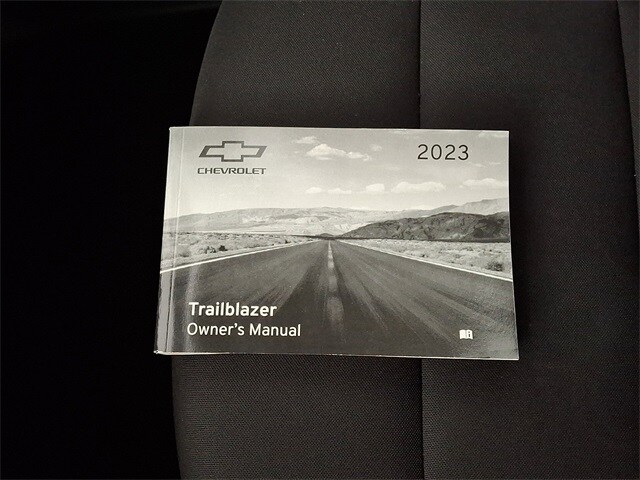 CHEVROLET
2023
Trailblazer
Owner's Manual